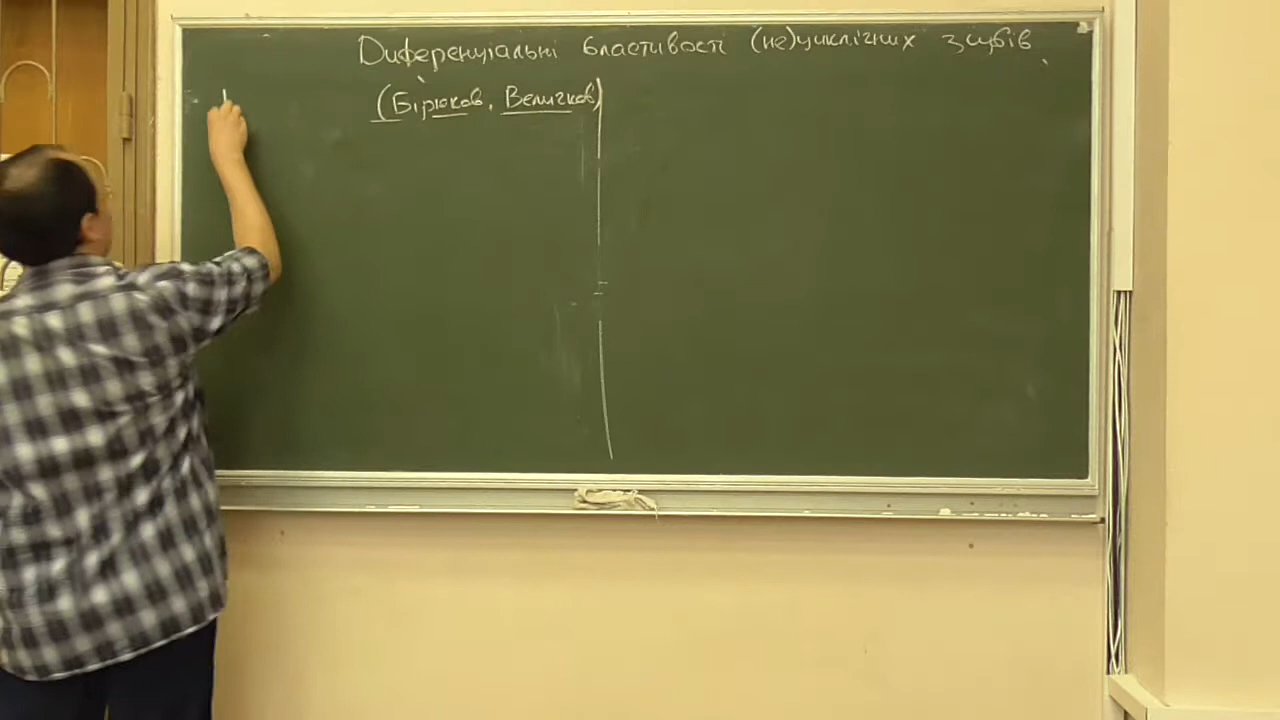 Диференціальні властивості (не)циклічних зсувів
(Бірюков, Величков)